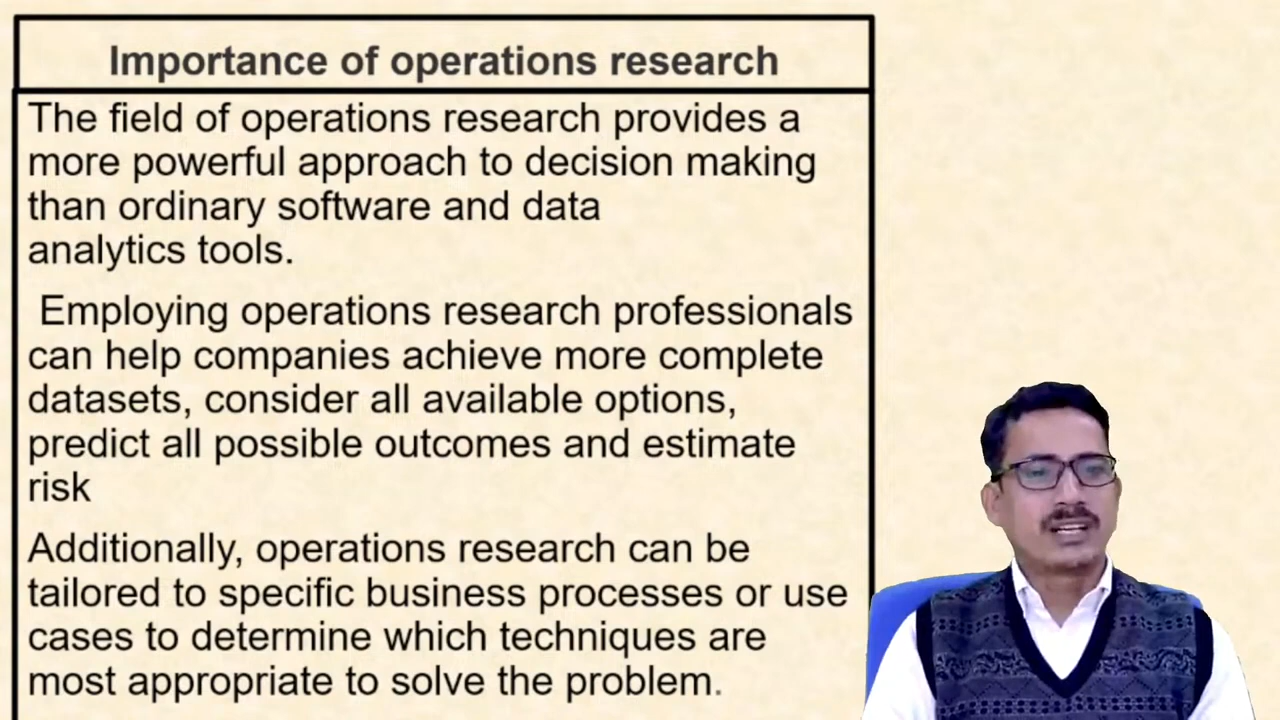 Importance of operations research
The field of operations research provides a
more powerful approach to decision making
than ordinary software and data
analytics tools.
Employing operations research professionals
can help companies achieve more complete
datasets, consider all available options,
predict all possible outcomes and estimate
risk
Additionally, operations research can be
tailored to specific business processes or use
cases to determine which techniques are
most appropriate to solve the problem.